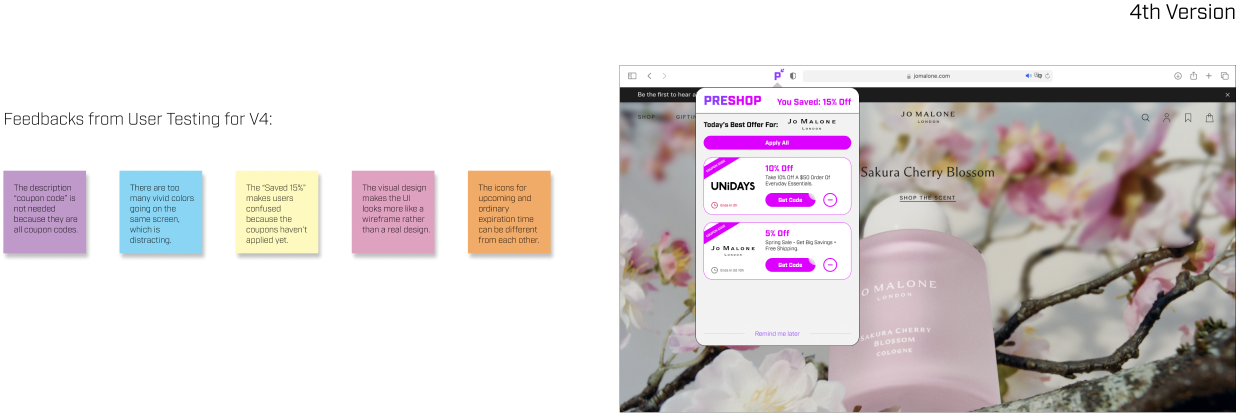 4th Version
Feedbacks from User Testing for V4:
The description
"coupon code" is
not needed
because they are
all coupon codes.
There are too
many vivid colors
going on the
same screen,
which is
distracting.
The "Saved 15%"
makes users
confused
because the
coupons haven't
applied yet.
The visual design
makes the UI
looks more like a
wireframe rather
than a real design.
The icons for
upcoming and
ordinary
expiration time
can be different
from each other.
jomalone.com
Be the first to hear a
SHOP
JO MALONE
LONDON
PRESHOP
You Saved: 15% Off
Today's Best Offer For:
JO MALONE
LONDON
Apply All
10% Off
Take 10% Off A $50 Order Of
Everyday Essentials.
UNiDAYS
Get Code
5% Off
Spring Sale - Get Big Savings +
Free Shipping.
JO MALONE
LONDON
Get Code
Remind me later
Sakura Cherry Blossom
SHOP THE SCENT
JO MALONE
LONDON
SAKURA CHERRY
BLOSSOM
COLOGNE